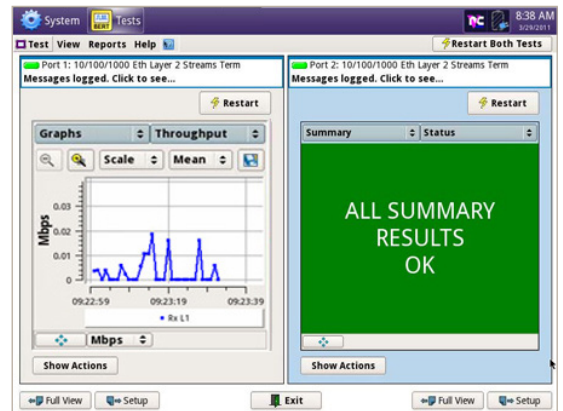 System
BERT
Tests
8:38 AM
3/29/2011
Test View Reports Help
Restart Both Tests
Port 1: 10/100/1000 Eth Layer 2 Streams Term
Messages logged. Click to see...
Restart
Graphs
Throughput
Scale
Mean
Mbps
0.03
0.02
0.01
0
09:22:59
09:23:19
09:23:39
Rx L1
Mbps
Show Actions
Port 2: 10/100/1000 Eth Layer 2 Streams Term
Messages logged. Click to see...
Restart
Summary
Status
ALL SUMMARY
RESULTS
OK
Show Actions
Full View
Setup
Exit
Full View
Setup